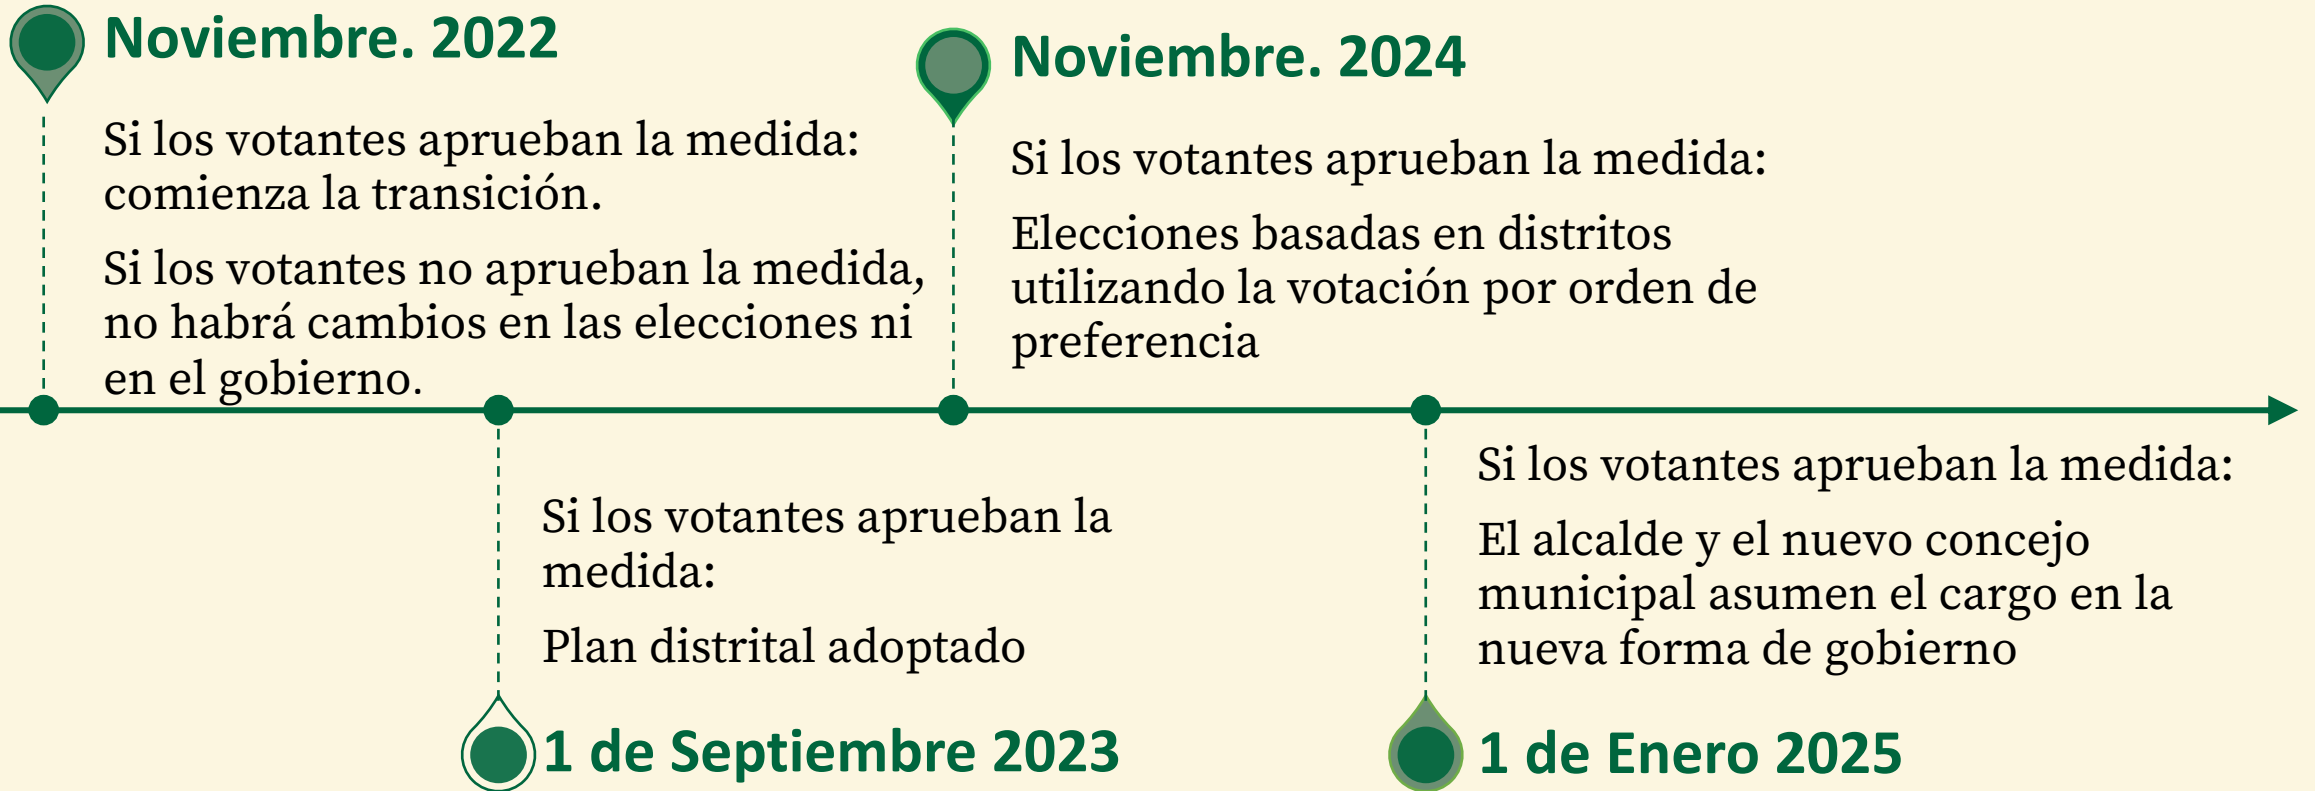 Noviembre. 2022
Si los votantes aprueban la medida:
comienza la transición.
Si los votantes no aprueban la medida,
no habrá cambios en las elecciones ni
en el gobierno.
Si los votantes aprueban la
medida:
Plan distrital adoptado
1 de Septiembre 2023
Noviembre. 2024
Si los votantes aprueban la medida:
Elecciones basadas en distritos
utilizando la votación por orden de
preferencia
Si los votantes aprueban la medida:
El alcalde y el nuevo concejo
municipal asumen el cargo en la
nueva forma de gobierno
1 de Enero 2025